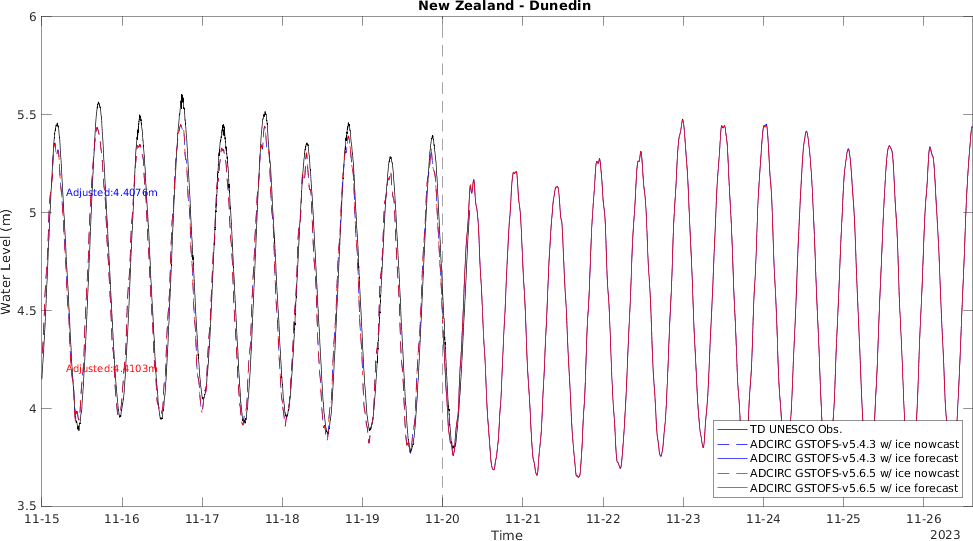 New Zealand - Dunedin
6
5.5
5
4.5
4
3.5
Water Level (m)
Adjusted:4.4076m
Adjusted:4.4103m
TD UNESCO Obs.
ADCIRC GSTOFS-v5.4.3 w/ ice nowcast
ADCIRC GSTOFS-v5.4.3 w/ ice forecast
ADCIRC GSTOFS-v5.6.5 w/ ice nowcast
ADCIRC GSTOFS-v5.6.5 w/ ice forecast
11-15 11-16 11-17 11-18 11-19 11-20 11-21 11-22 11-23 11-24 11-25 11-26
Time
2023